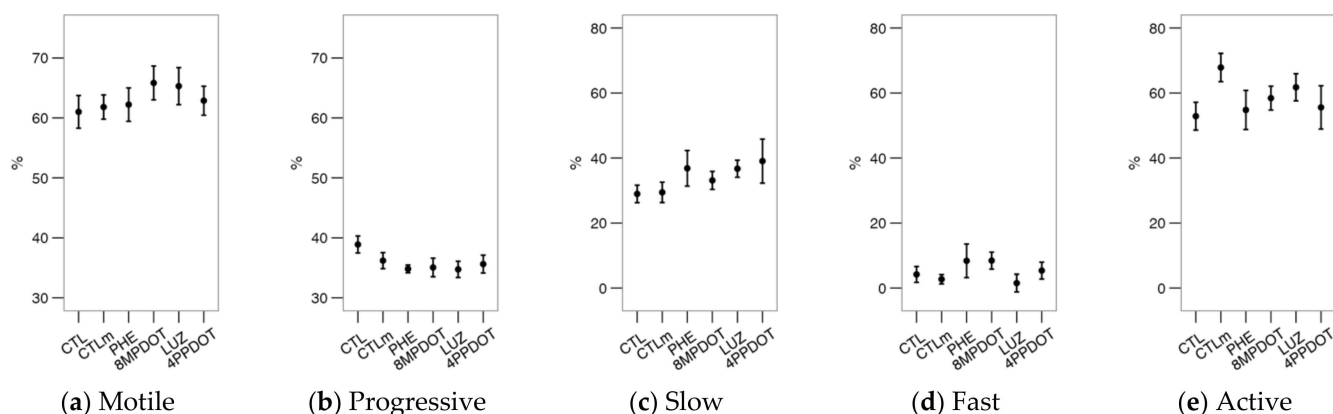 70
60
50
40
30
%
CTL
CTLm
PHE
8MPDOT
LUZ
4PPDOT
(a) Motile
70
60
50
40
30
%
CTL
CTLm
PHE
8MPDOT
LUZ
4PPDOT
(b) Progressive
80
60
40
20
0
%
CTL
CTLm
PHE
8MPDOT
LUZ
4PPDOT
(c) Slow
80
60
40
20
0
%
CTL
CTLm
PHE
8MPDOT
LUZ
4PPDOT
(d) Fast
80
60
40
20
0
%
CTL
CTLm
PHE
8MPDOT
LUZ
4PPDOT
(e) Active